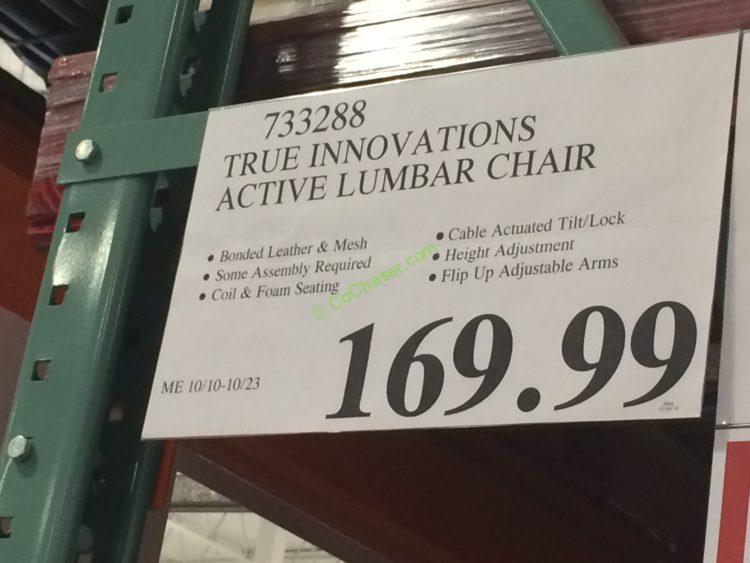 733288
TRUE INNOVATIONS
ACTIVE LUMBAR CHAIR
• Bonded Leather & Mesh
• Some Assembly Required
• Coil & Foam Seating
• Cable Actuated Tilt/Lock
• Height Adjustment
• Flip Up Adjustable Arms
© CoChaser.com
ME 10/10-10/23
169.99